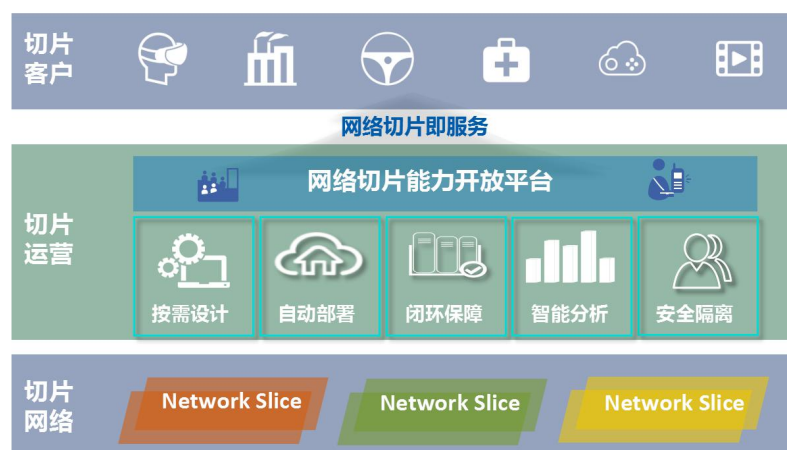 切片
客户
网络切片即服务
网络切片能力开放平台
切片
运营
按需设计
自动部署
闭环保障
智能分析
安全隔离
切片
网络
Network Slice
Network Slice
Network Slice